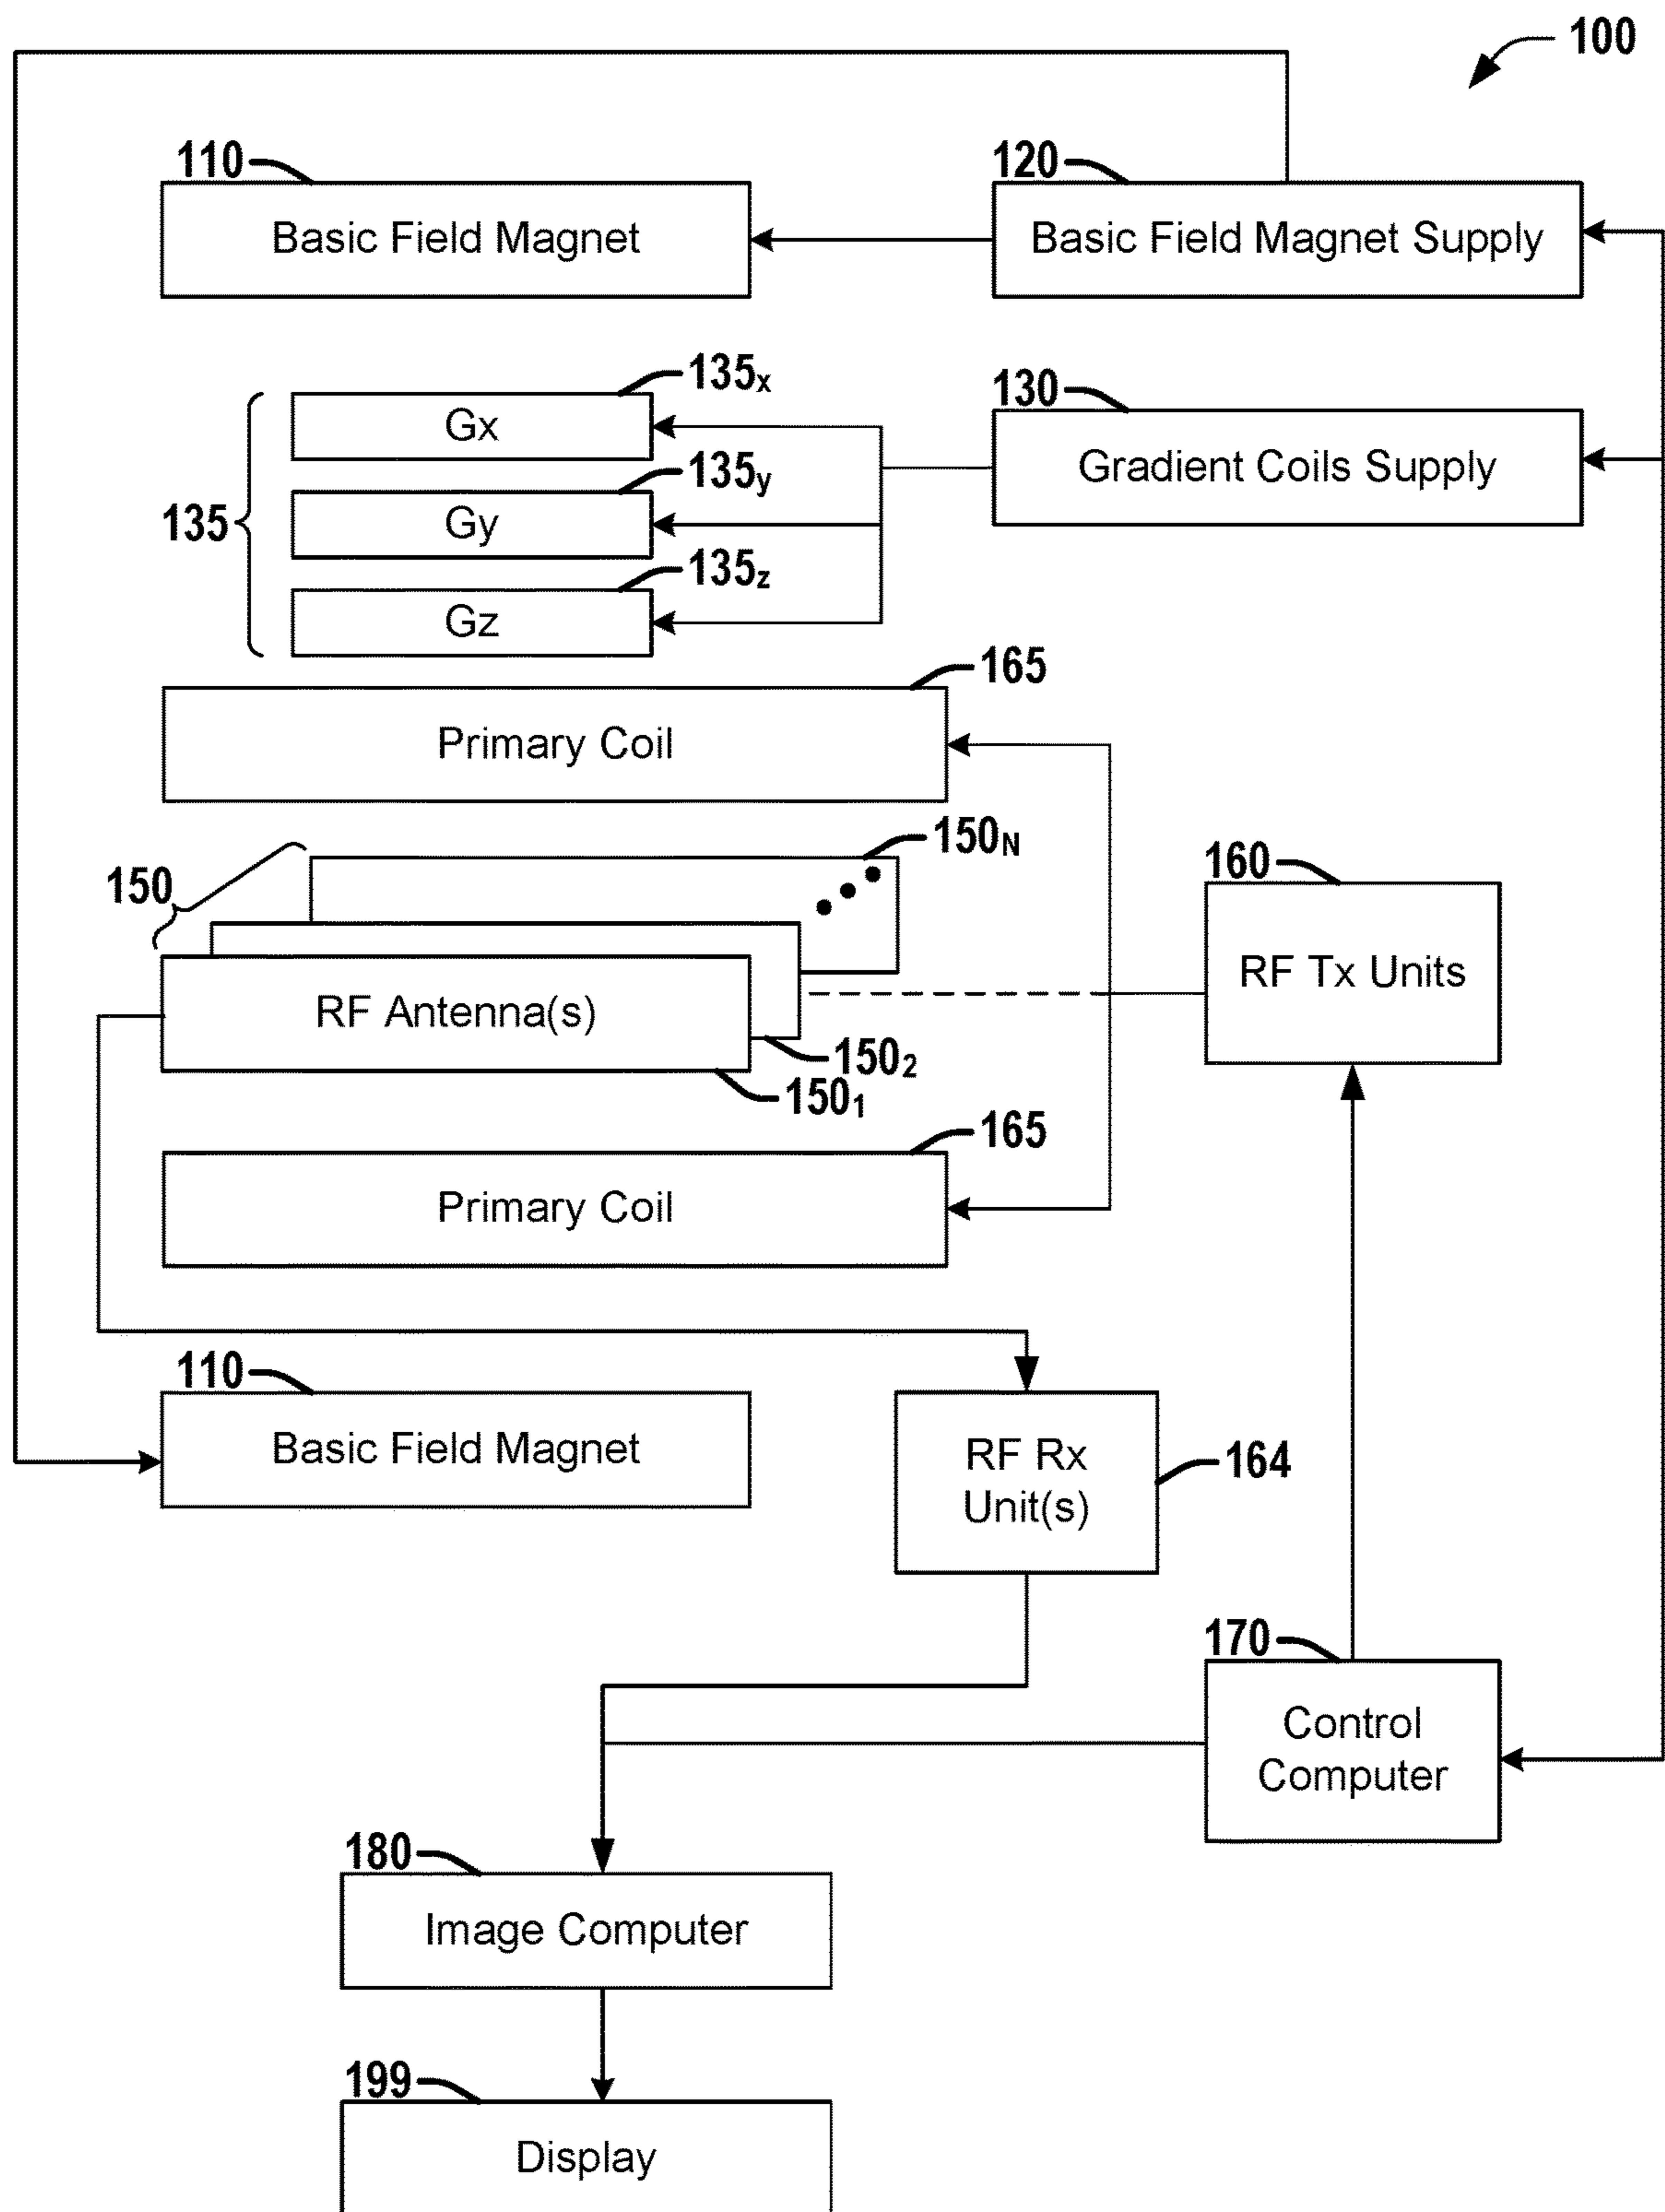 100
110
120
Basic Field Magnet
Basic Field Magnet Supply
135x
130
Gx
Gradient Coils Supply
135y
135
Gy
135z
Gz
165
Primary Coil
150N
150
160
RF Tx Units
RF Antenna(s)
1502
1501
165
Primary Coil
110
Basic Field Magnet
RF Rx
Unit(s)
164
170
Control
Computer
180
Image Computer
199
Display